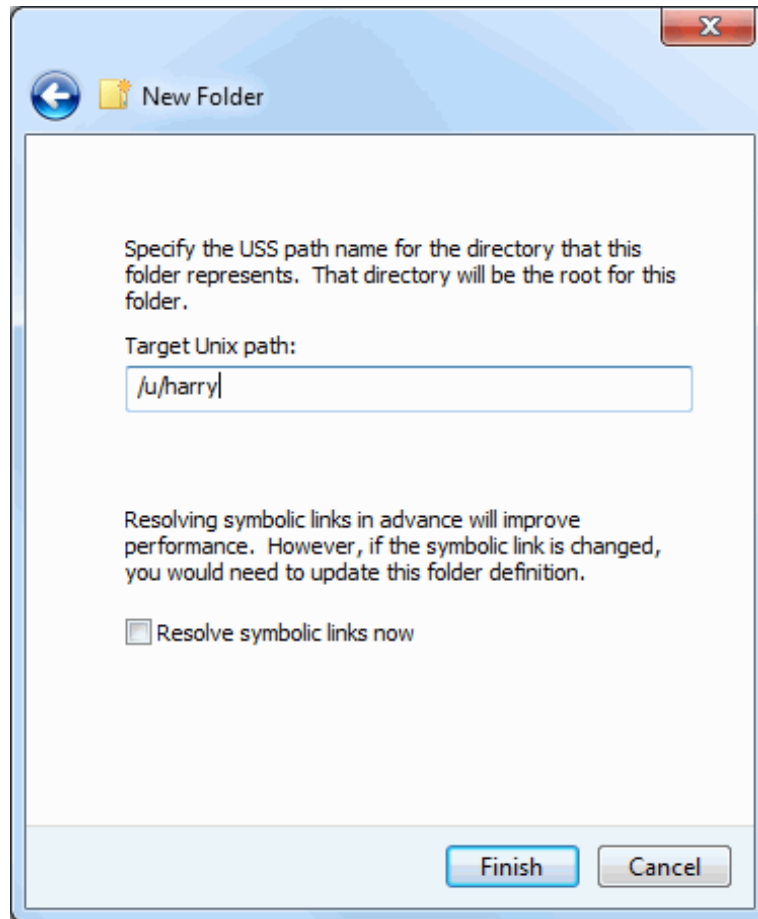 New Folder
Specify the USS path name for the directory that this
folder represents.  That directory will be the root for this
folder.
Target Unix path:
/u/harry
Resolving symbolic links in advance will improve
performance.  However, if the symbolic link is changed,
you would need to update this folder definition.
Resolve symbolic links now
Finish
Cancel